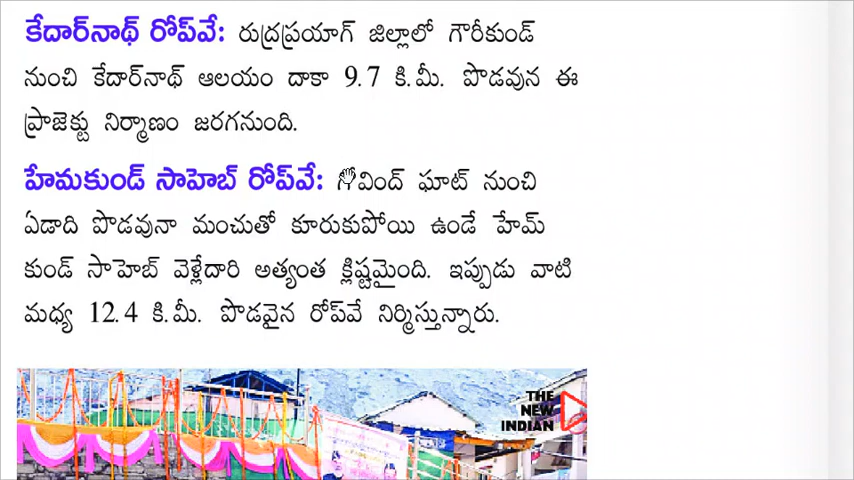 కేదార్‌నాథ్ రోప్‌వే: రుద్రప్రయాగ్ జిల్లాలో గౌరీకుండ్
నుంచి కేదార్‌నాథ్ ఆలయం దాకా 9.7 కి.మీ. పొడవున ఈ
ప్రాజెక్టు నిర్మాణం జరగనుంది.
హేమకుండ్ సాహెబ్ రోప్‌వే: గోవింద్ ఘాట్ నుంచి
ఏడాది పొడవునా మంచుతో కూరుకుపోయి ఉండే హేమ్
కుండ్ సాహెబ్ వెళ్లేదారి అత్యంత క్లిష్టమైంది. ఇప్పుడు వాటి
మధ్య 12.4 కి.మీ. పొడవైన రోప్‌వే నిర్మిస్తున్నారు.
THE
NEW
INDIAN